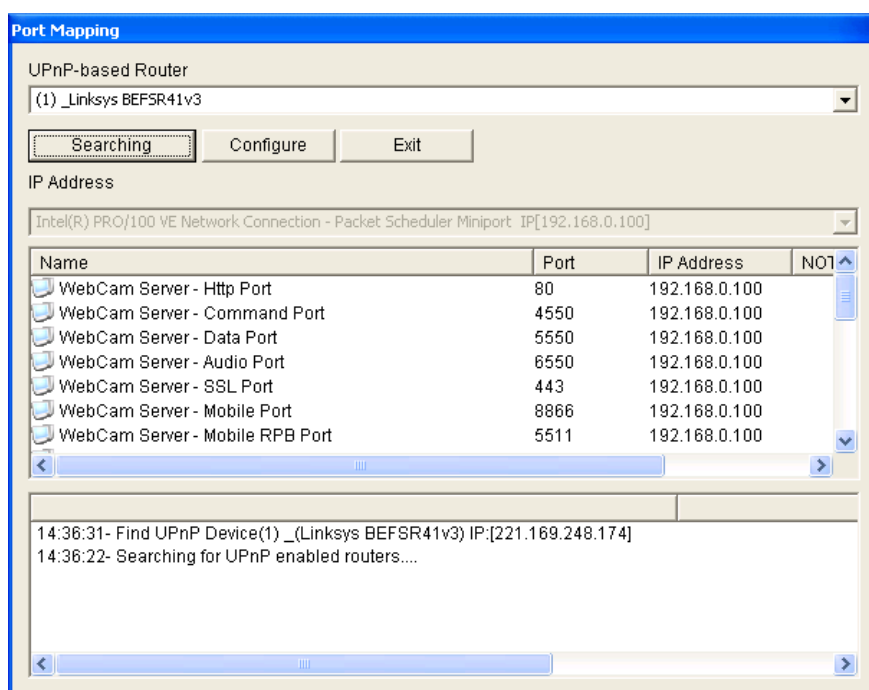 Port Mapping
UPnP-based Router
(1) _Linksys BEFSR41v3
Searching Configure Exit
IP Address
Intel(R) PRO/100 VE Network Connection - Packet Scheduler Miniport IP[192.168.0.100]
Name Port IP Address NOT
WebCam Server - Http Port 80 192.168.0.100
WebCam Server - Command Port 4550 192.168.0.100
WebCam Server - Data Port 5550 192.168.0.100
WebCam Server - Audio Port 6550 192.168.0.100
WebCam Server - SSL Port 443 192.168.0.100
WebCam Server - Mobile Port 8866 192.168.0.100
WebCam Server - Mobile RPB Port 5511 192.168.0.100
14:36:31- Find UPnP Device(1) _(Linksys BEFSR41v3) IP:[221.169.248.174]
14:36:22- Searching for UPnP enabled routers....